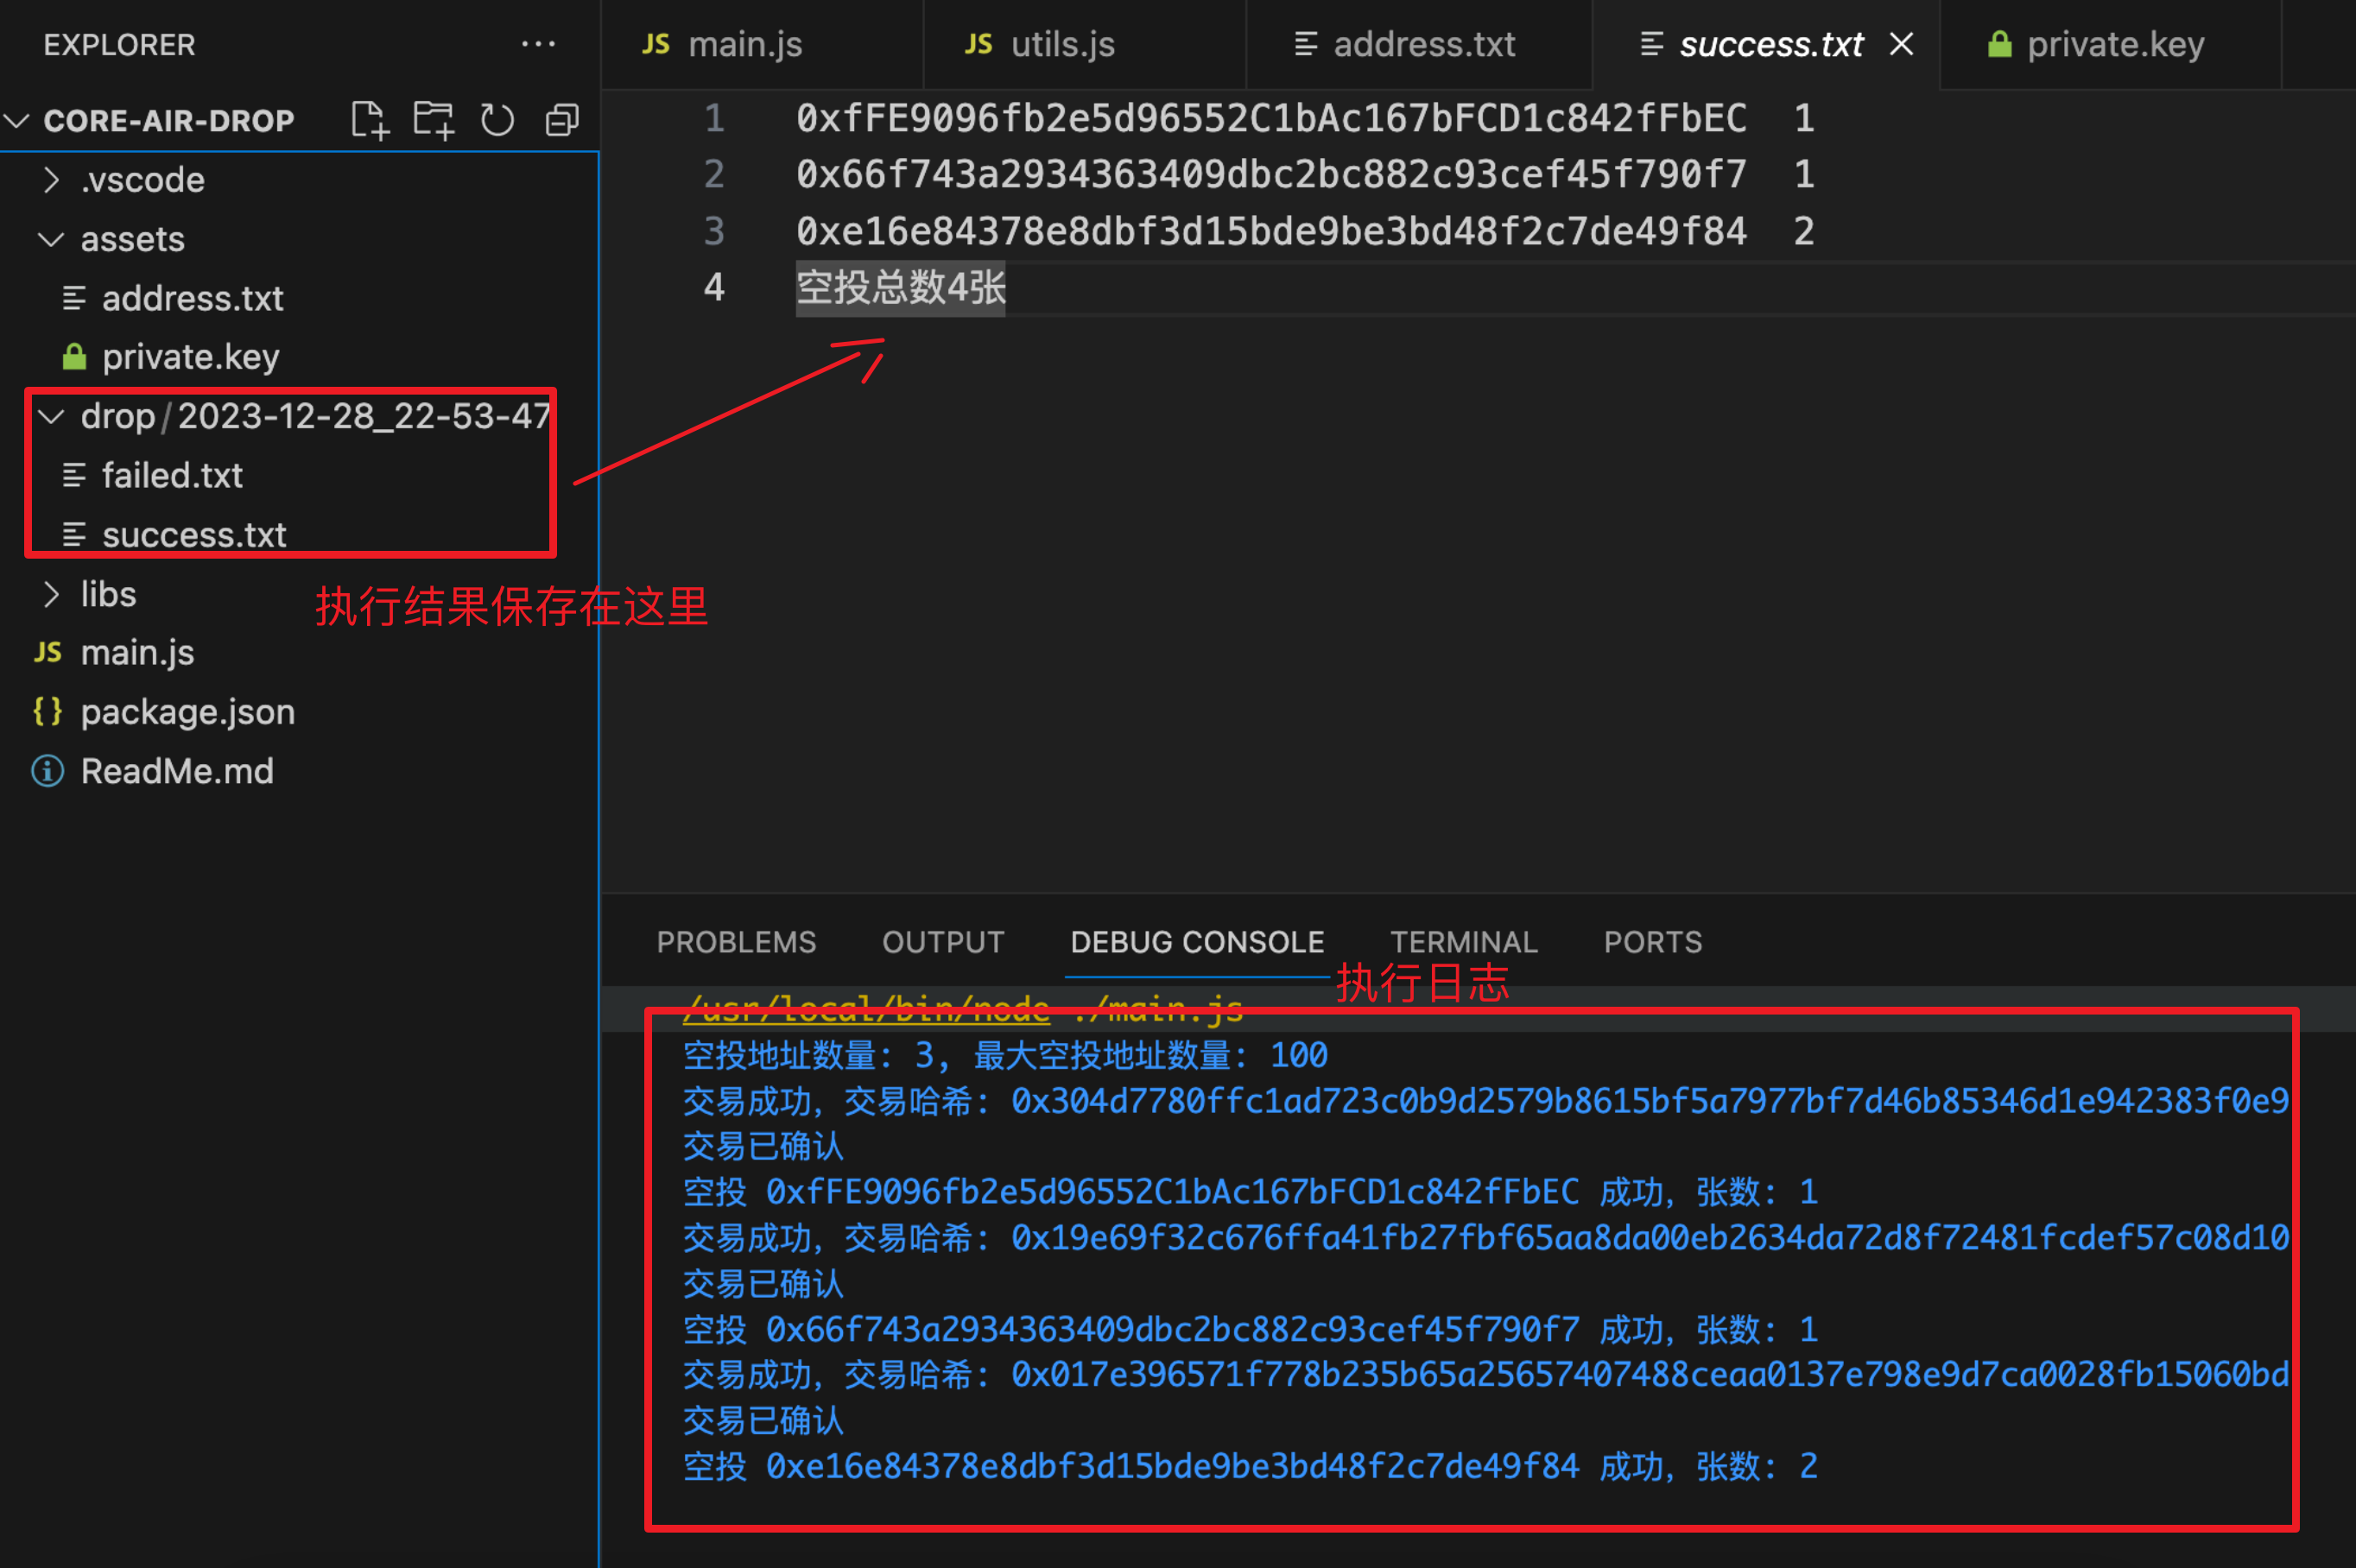 EXPLORER
CORE-AIR-DROP
.vscode
assets
address.txt
private.key
drop/2023-12-28_22-53-47
failed.txt
success.txt
执行结果保存在这里
libs
main.js
package.json
ReadMe.md
main.js utils.js address.txt success.txt private.key
1 0xfFE9096fb2e5d96552C1bAc167bFCD1c842fFbEC 1
2 0x66f743a2934363409dbc2bc882c93cef45f790f7 1
3 0xe16e84378e8dbf3d15bde9be3bd48f2c7de49f84 2
4 空投总数4张
PROBLEMS OUTPUT DEBUG CONSOLE TERMINAL PORTS
执行日志
/usr/local/bin/node ./main.js
空投地址数量: 3, 最大空投地址数量: 100
交易成功, 交易哈希: 0x304d7780ffc1ad723c0b9d2579b8615bf5a7977bf7d46b85346d1e942383f0e9
交易已确认
空投 0xfFE9096fb2e5d96552C1bAc167bFCD1c842fFbEC 成功, 张数: 1
交易成功, 交易哈希: 0x19e69f32c676ffa41fb27fbf65aa8da00eb2634da72d8f72481fcdef57c08d10
交易已确认
空投 0x66f743a2934363409dbc2bc882c93cef45f790f7 成功, 张数: 1
交易成功, 交易哈希: 0x017e396571f778b235b65a25657407488ceaa0137e798e9d7ca0028fb15060bd
交易已确认
空投 0xe16e84378e8dbf3d15bde9be3bd48f2c7de49f84 成功, 张数: 2